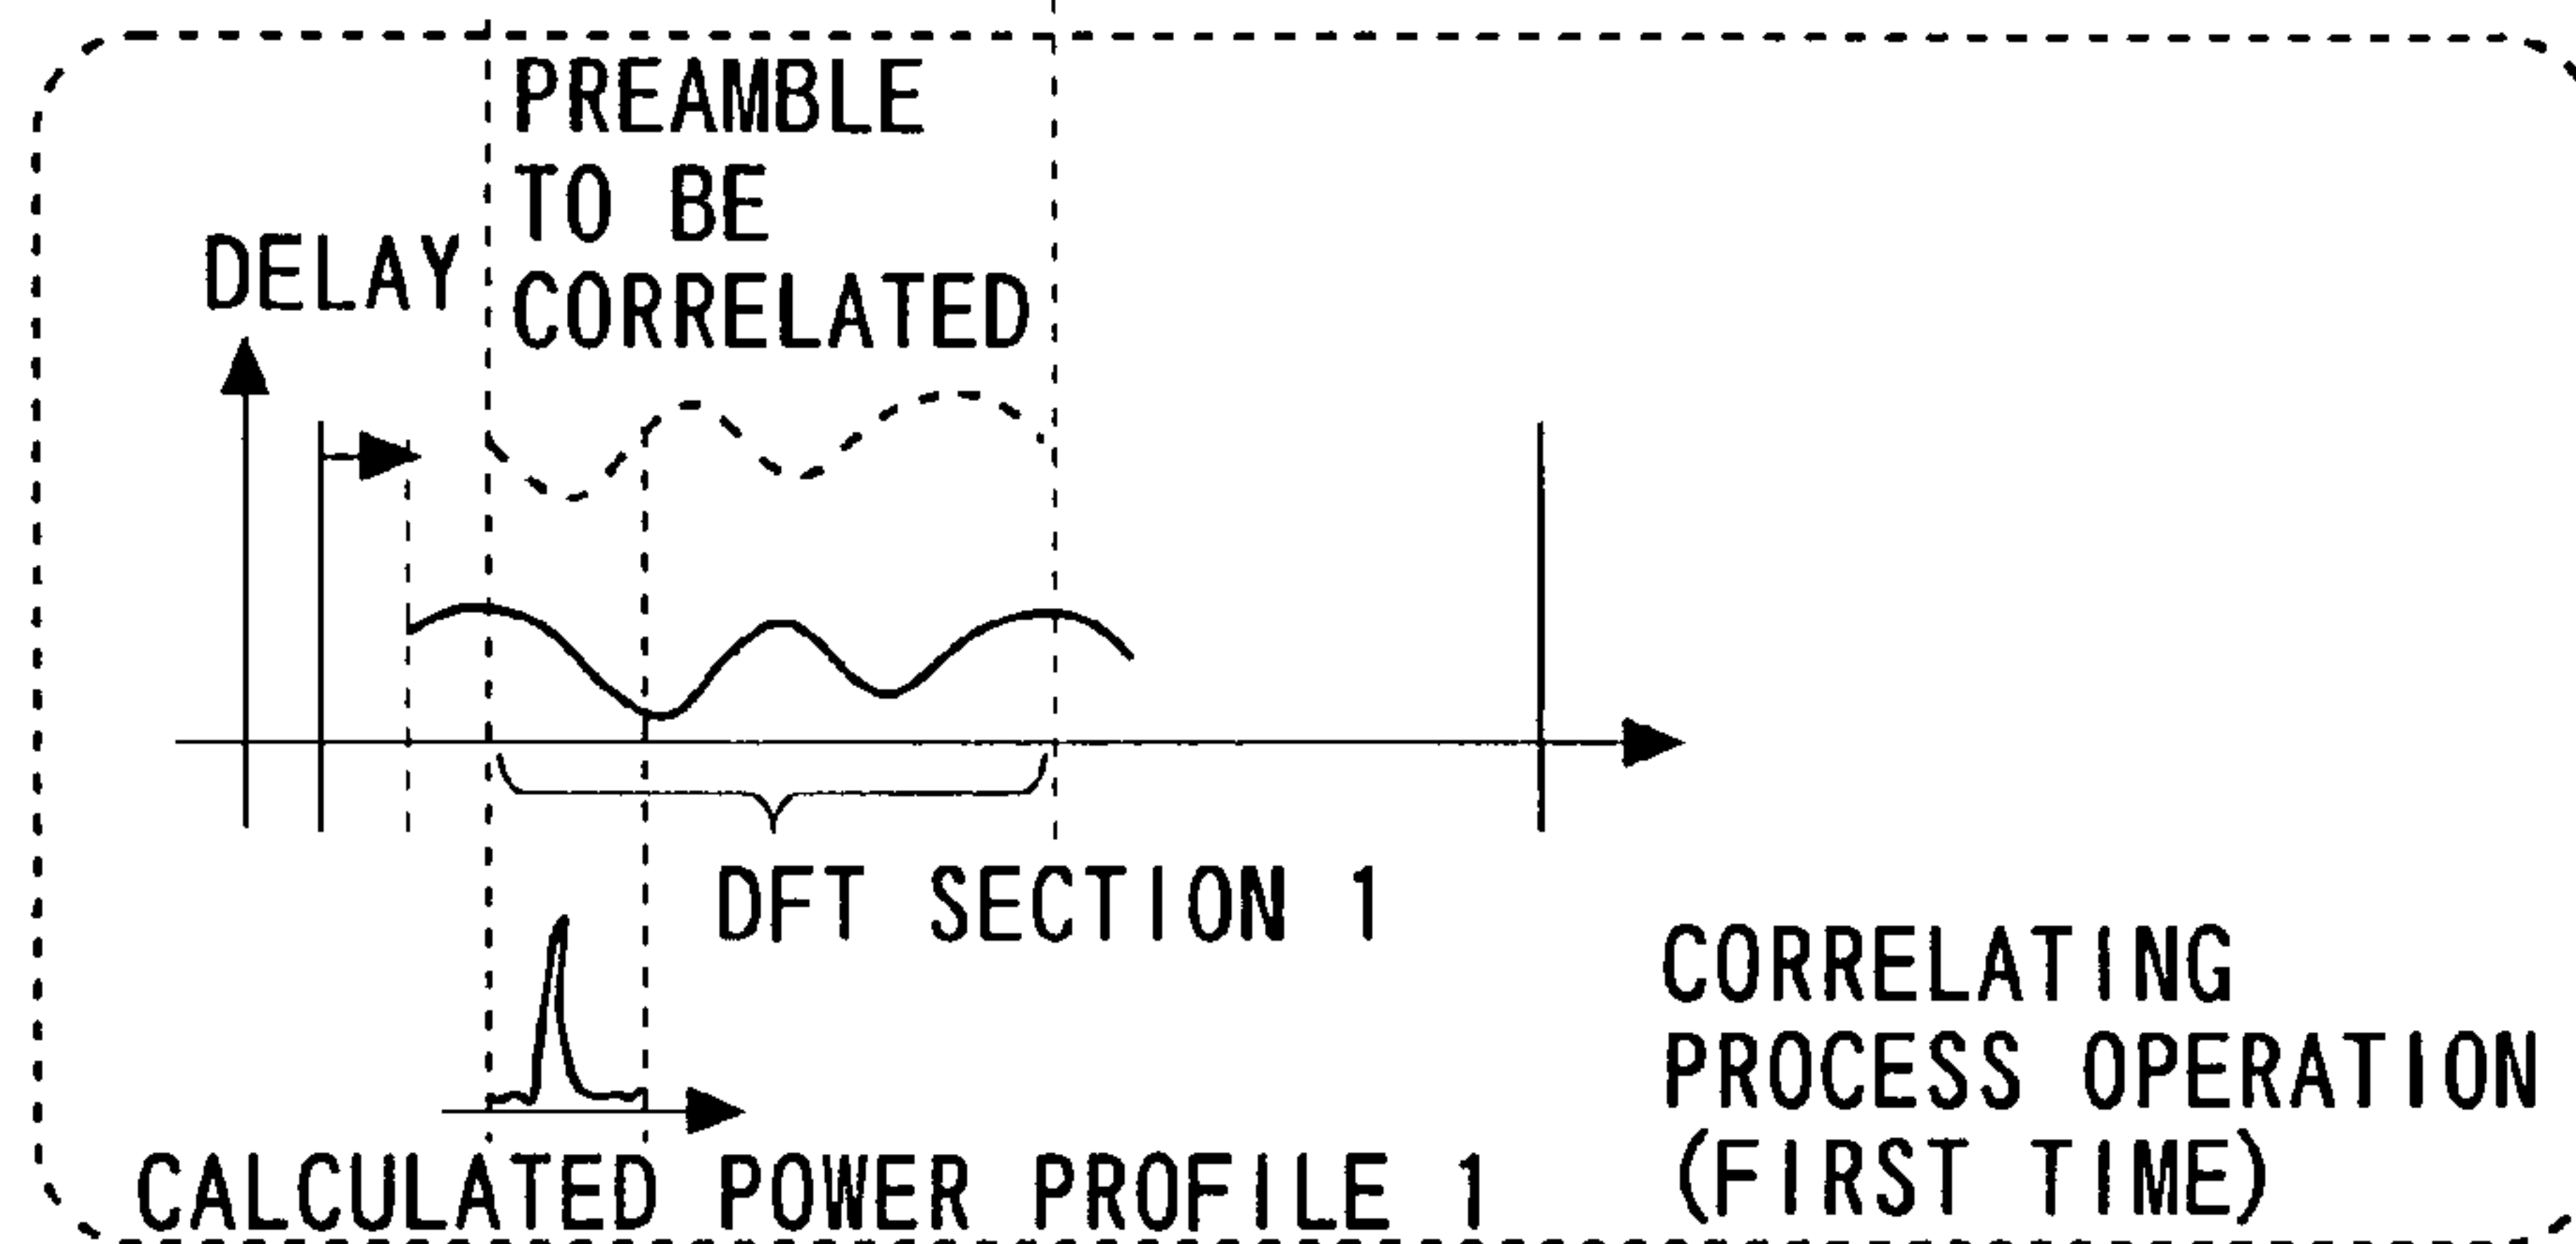 PREAMBLE
TO BE
CORRELATED
DELAY
DFT SECTION 1
CORRELATING
PROCESS OPERATION
(FIRST TIME)
CALCULATED POWER PROFILE 1